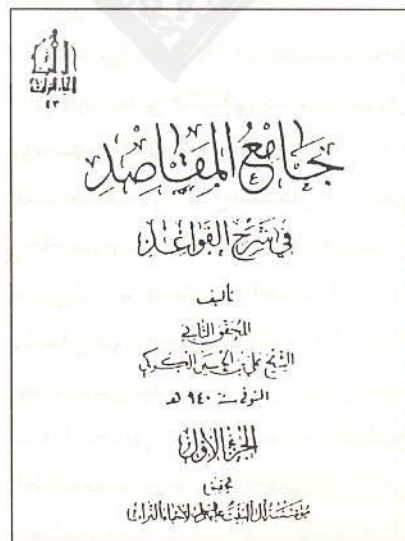 ٤٣
جامع المقاصد
في شرح القواعد
تأليف
المحقق الثاني
الشيخ علي بن الحسين الكركي
المتوفى سنة ٩٤٠ هـ
الجزء الأول
تحقيق
مؤسسة آل البيت عليهم السلام لإحياء التراث